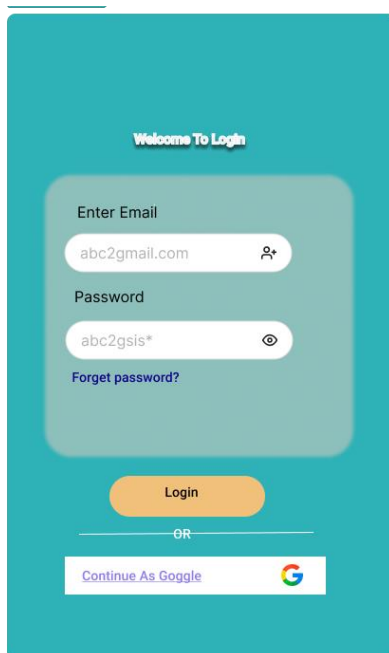 Welcome To Login
Enter Email
abc2gmail.com
Password
abc2gsis*
Forget password?
Login
OR
Continue As Goggle